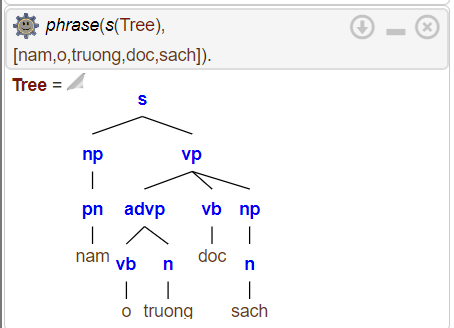 phrase(s(Tree),
[nam,o,truong,doc,sach]).
Tree =
s
np vp
pn advp vb np
nam vb n doc n
o truong sach